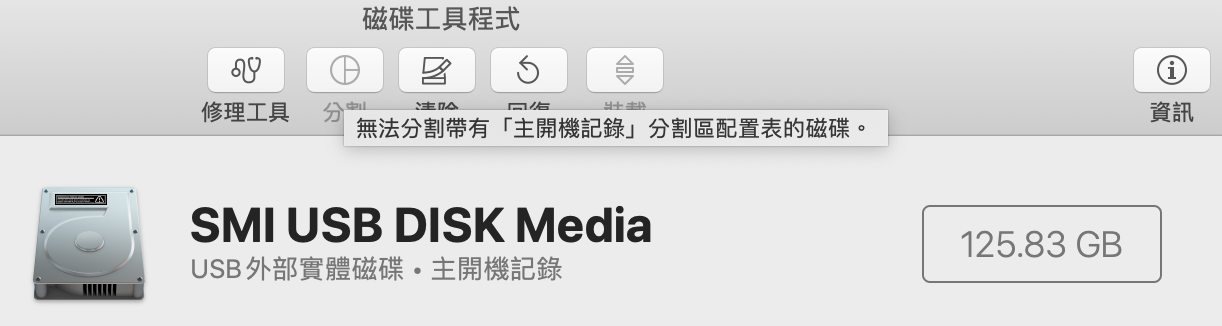 磁碟工具程式
修理工具 分割 清除 回復 裝載 資訊
無法分割帶有「主開機記錄」分割區配置表的磁碟。
SMI USB DISK Media
125.83 GB
USB外部實體磁碟 • 主開機記錄